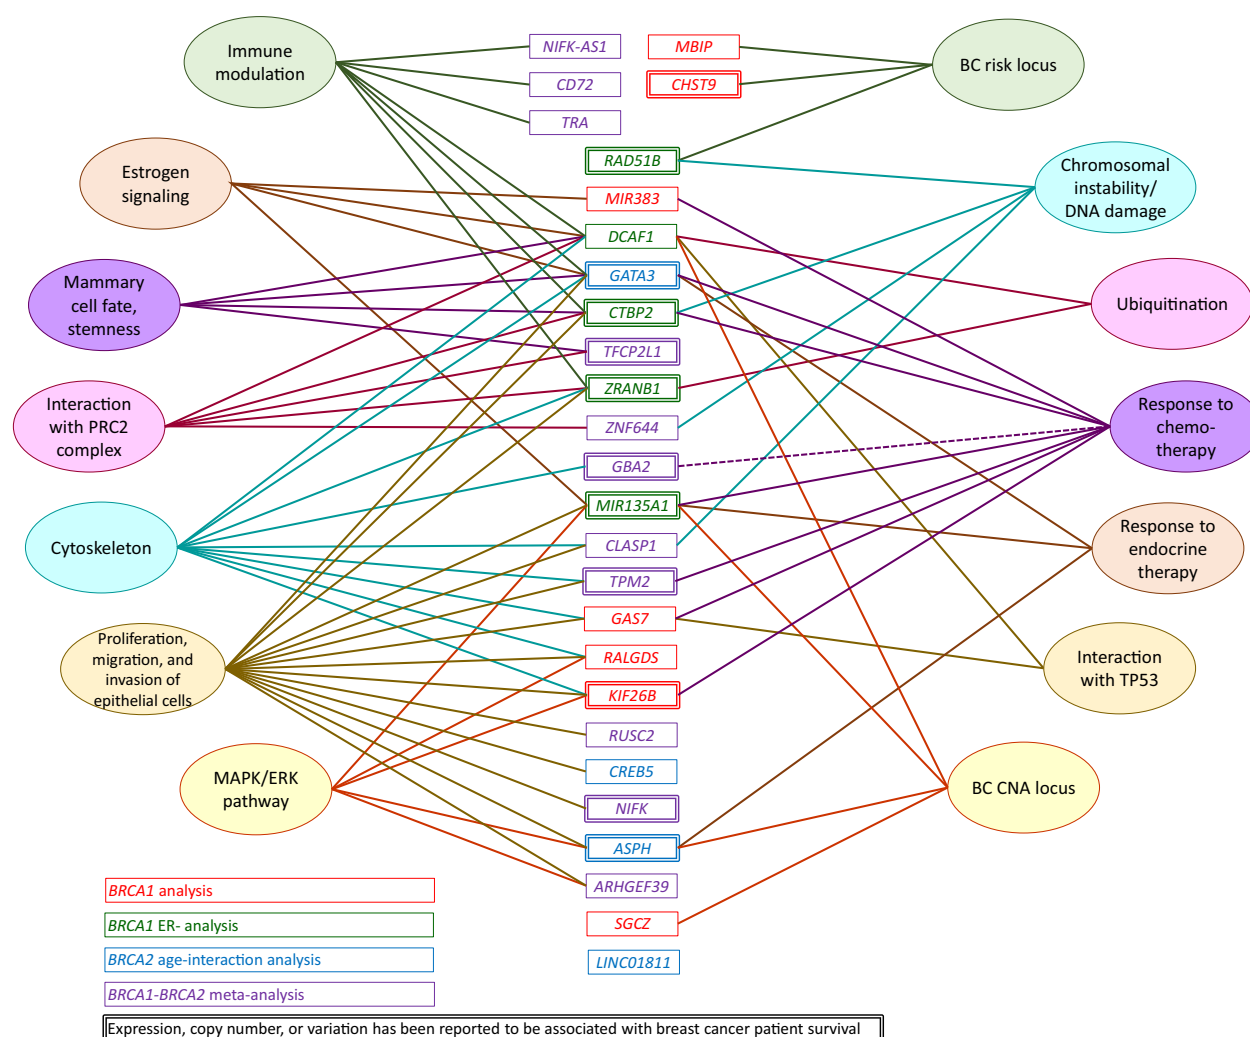 Immune
modulation
NIFK-AS1
MBIP
BC risk locus
CD72
CHST9
TRA
Estrogen
signaling
RAD51B
Chromosomal
instability/
DNA damage
MIR383
DCAF1
Mammary
cell fate,
stemness
GATA3
Ubiquitination
CTBP2
TFCP2L1
Interaction
with PRC2
complex
ZRANB1
Response to
chemo-
therapy
ZNF644
GBA2
Cytoskeleton
MIR135A1
Response to
endocrine
therapy
CLASP1
TPM2
Proliferation,
migration, and
invasion of
epithelial cells
GAS7
Interaction
with TP53
RALGDS
KIF26B
RUSC2
MAPK/ERK
pathway
CREB5
BC CNA locus
NIFK
ASPH
ARHGEF39
SGCZ
LINC01811
BRCA1 analysis
BRCA1 ER- analysis
BRCA2 age-interaction analysis
BRCA1-BRCA2 meta-analysis
Expression, copy number, or variation has been reported to be associated with breast cancer patient survival